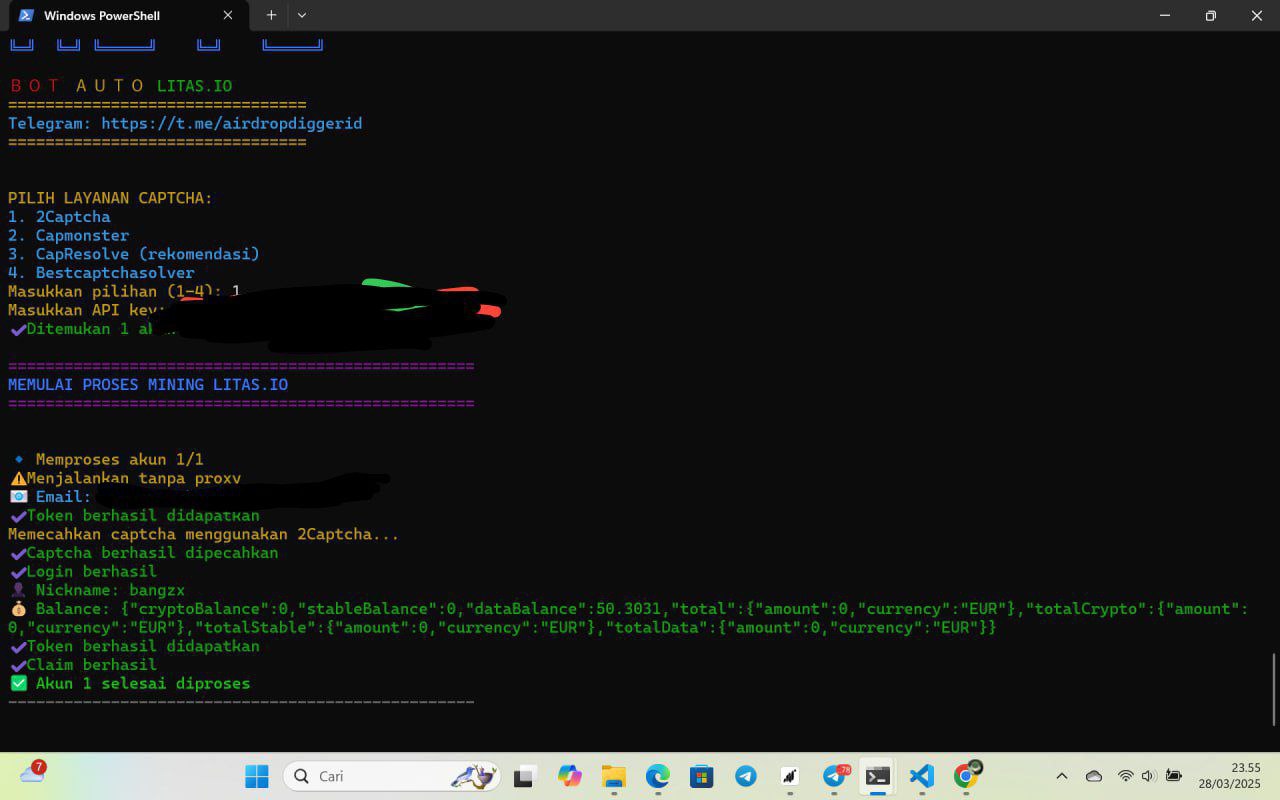 Windows PowerShell
BOT AUTO LITAS.IO
================================
Telegram: https://t.me/airdropdiggerid
================================
PILIH LAYANAN CAPTCHA:
1. 2Captcha
2. Capmonster
3. CapResolve (rekomendasi)
4. Bestcaptchasolver
Masukkan pilihan (1-4): 1
Masukkan API key:
✔Ditemukan 1
==================================================
MEMULAI PROSES MINING LITAS.IO
==================================================
🔹 Memproses akun 1/1
⚠Menjalankan tanpa proxy
📧 Email:
✔Token berhasil didapatkan
Memecahkan captcha menggunakan 2Captcha...
✔Captcha berhasil dipecahkan
✔Login berhasil
👤 Nickname: bangzx
💰 Balance: {"cryptoBalance":0,"stableBalance":0,"dataBalance":50.3031,"total":{"amount":0,"currency":"EUR"},"totalCrypto":{"amount":
0,"currency":"EUR"},"totalStable":{"amount":0,"currency":"EUR"},"totalData":{"amount":0,"currency":"EUR"}}
✔Token berhasil didapatkan
✔Claim berhasil
✅ Akun 1 selesai diproses
--------------------------------------------------
7
Cari
78
23.55
28/03/2025